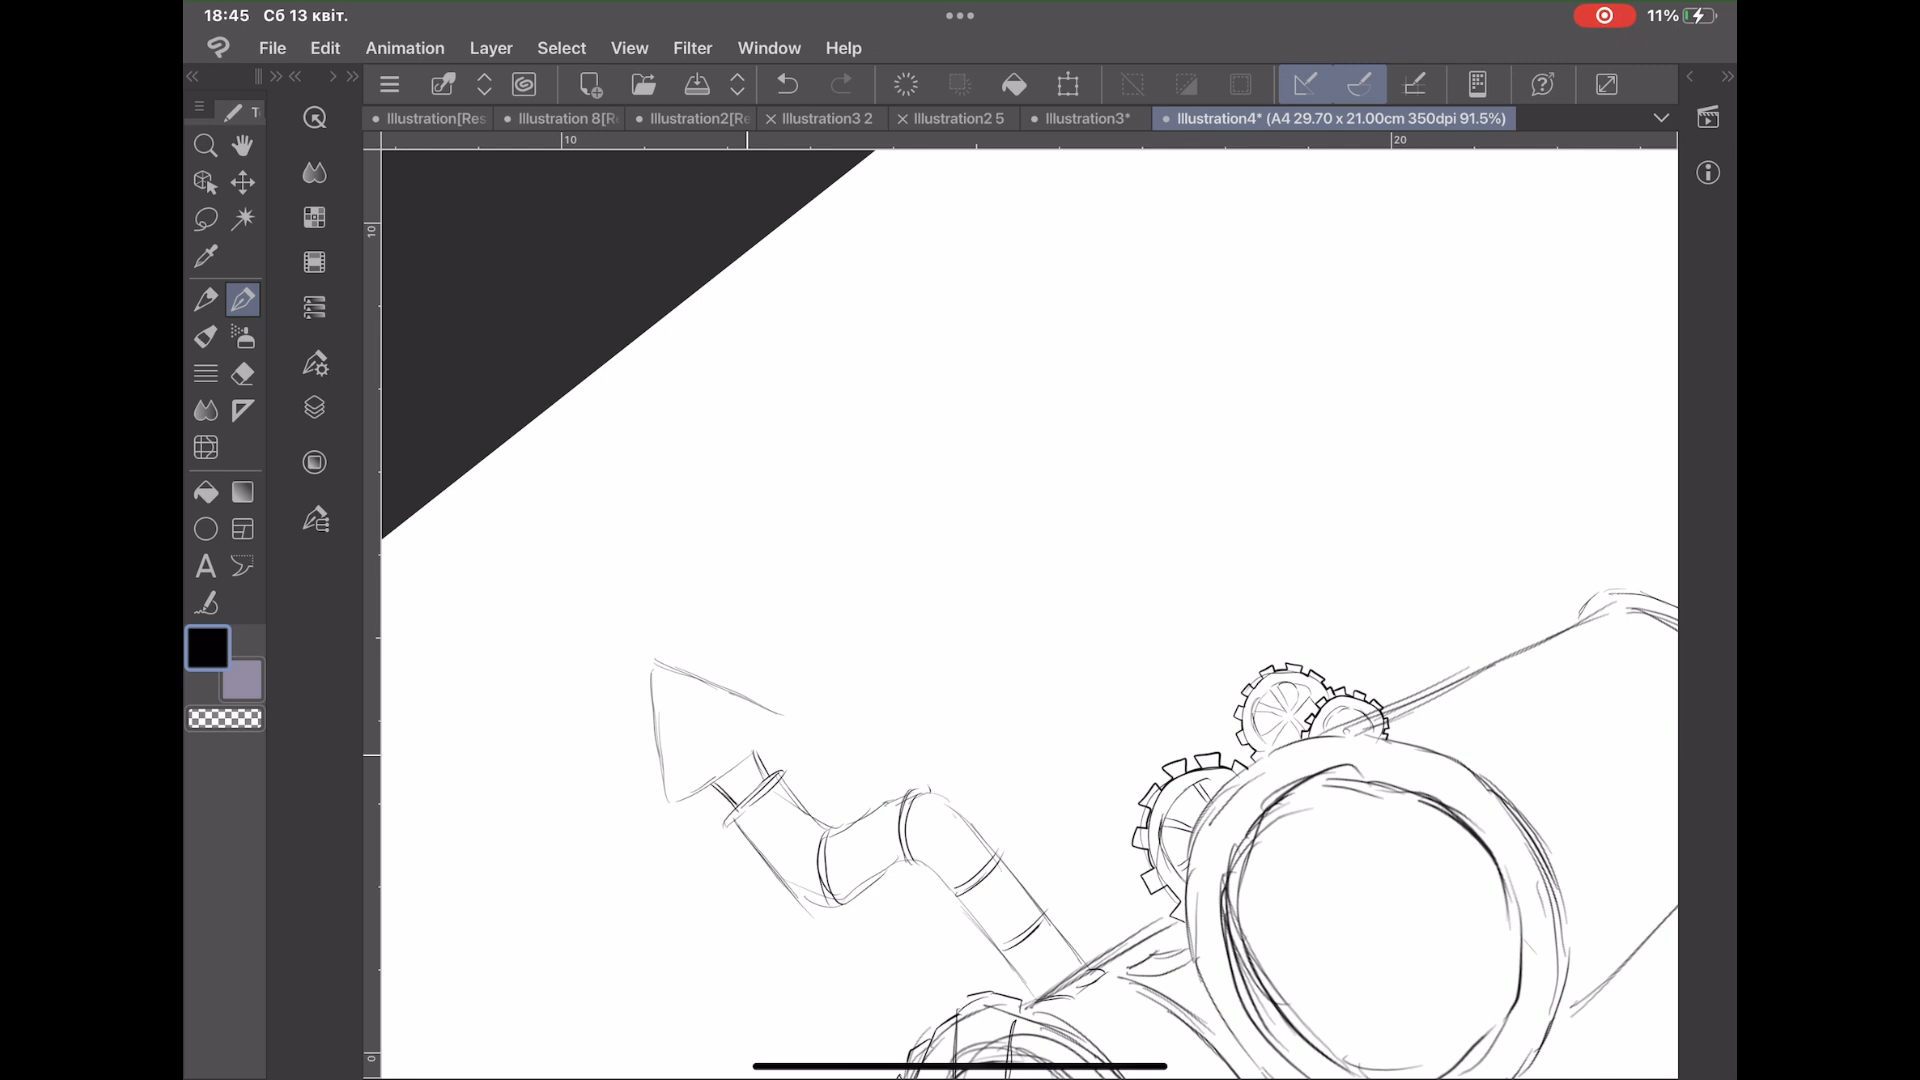 18:45 Сб 13 квіт.
11%
File Edit Animation Layer Select View Filter Window Help
Illustration[Res Illustration 8[R Illustration2[Re Illustration3 2 Illustration2 5 Illustration3* Illustration4* (A4 29.70 x 21.00cm 350dpi 91.5%)
10 20
10
0